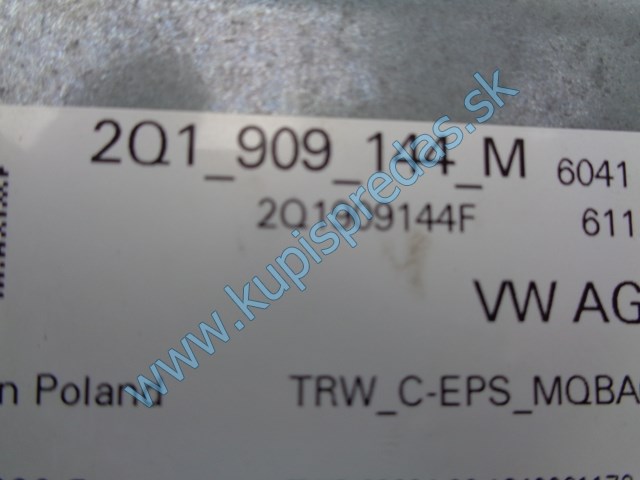 2Q1_909_144_M 6041
2Q1909144F 611
VW AG
n Poland TRW_C-EPS_MQBA
www.kupispredas.sk